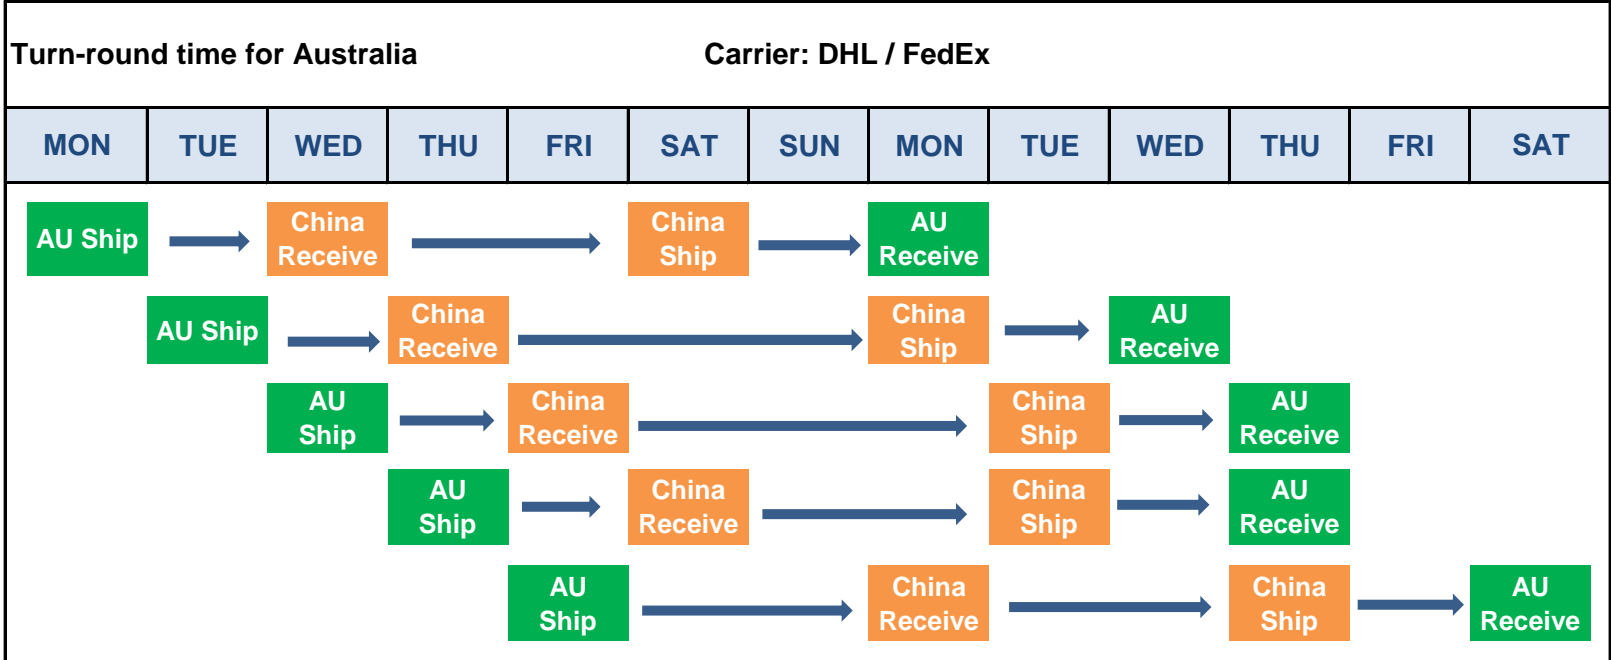 Turn-round time for Australia Carrier: DHL / FedEx
MON TUE WED THU FRI SAT SUN MON TUE WED THU FRI SAT
AU Ship
China
Receive
China
Ship
AU
Receive
AU Ship
China
Receive
China
Ship
AU
Receive
AU
Ship
China
Receive
China
Ship
AU
Receive
AU
Ship
China
Receive
China
Ship
AU
Receive
AU
Ship
China
Receive
China
Ship
AU
Receive